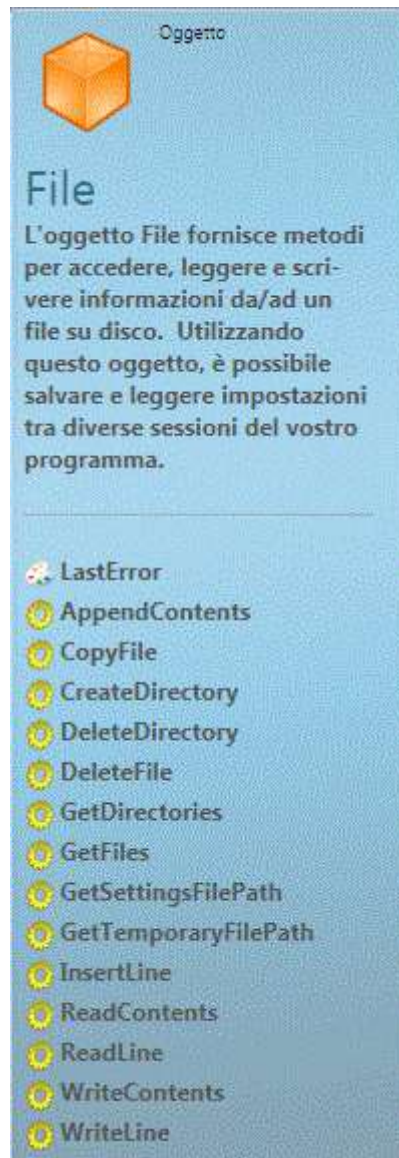 Oggetto
File
L'oggetto File fornisce metodi
per accedere, leggere e scri-
vere informazioni da/ad un
file su disco. Utilizzando
questo oggetto, è possibile
salvare e leggere impostazioni
tra diverse sessioni del vostro
programma.
LastError
AppendContents
CopyFile
CreateDirectory
DeleteDirectory
DeleteFile
GetDirectories
GetFiles
GetSettingsFilePath
GetTemporaryFilePath
InsertLine
ReadContents
ReadLine
WriteContents
WriteLine